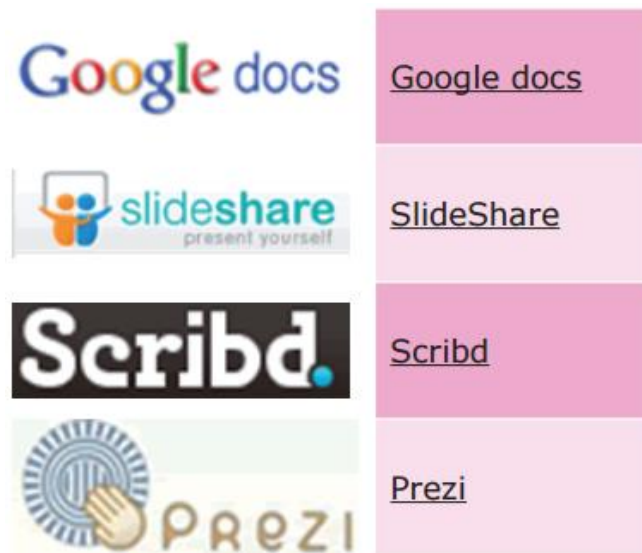 Google docs
Google docs
slideshare
present yourself
SlideShare
Scribd.
Scribd
PREZI
Prezi